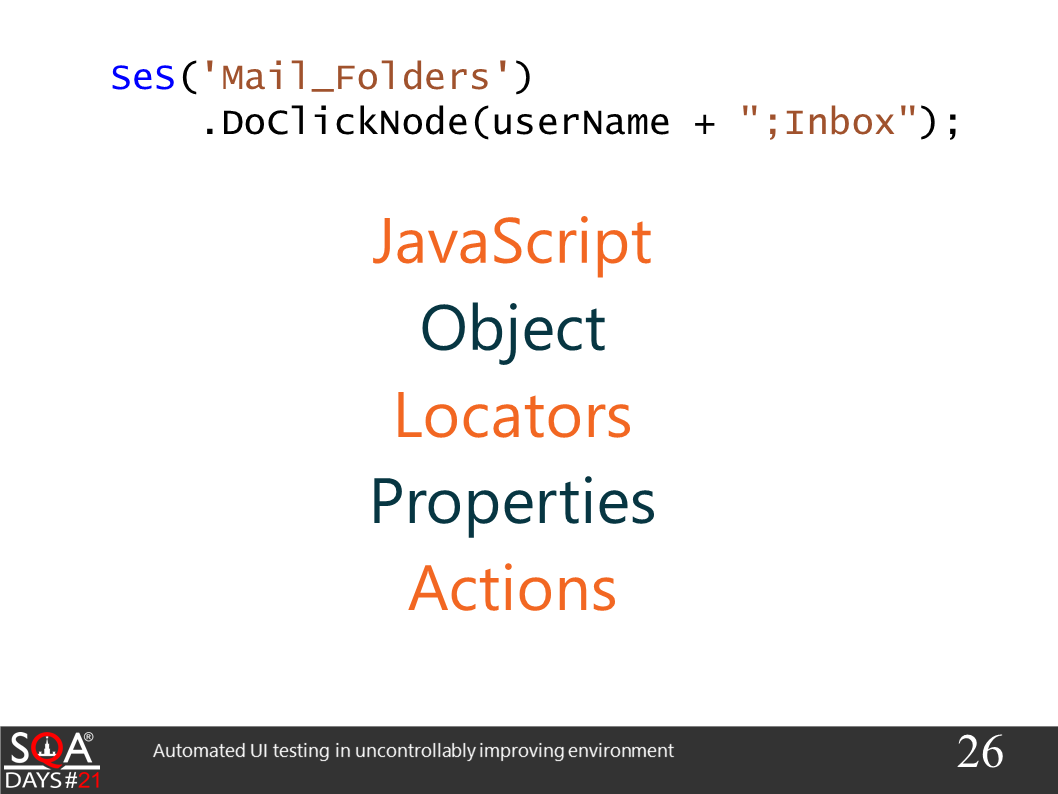 SeS('Mail_Folders')
    .DoClickNode(userName + ";Inbox");
JavaScript
Object
Locators
Properties
Actions
SQA®
DAYS#21
Automated UI testing in uncontrollably improving environment
26